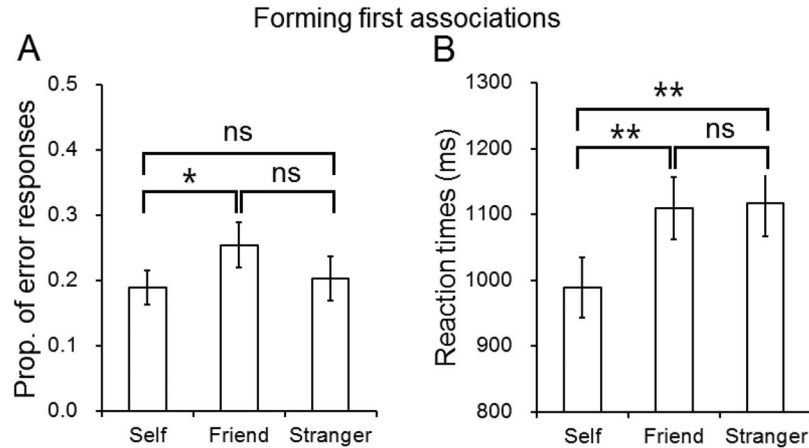 Forming first associations
A
Prop. of error responses
0.5
0.4
0.3
0.2
0.1
0.0
ns
*
ns
Self Friend Stranger
B
Reaction times (ms)
1300
1200
1100
1000
900
800
**
**
ns
Self Friend Stranger